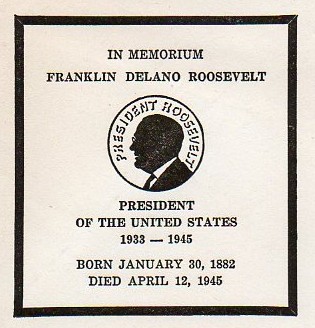 IN MEMORIUM
FRANKLIN DELANO ROOSEVELT
PRESIDENT ROOSEVELT
PRESIDENT
OF THE UNITED STATES
1933 — 1945
BORN JANUARY 30, 1882
DIED APRIL 12, 1945